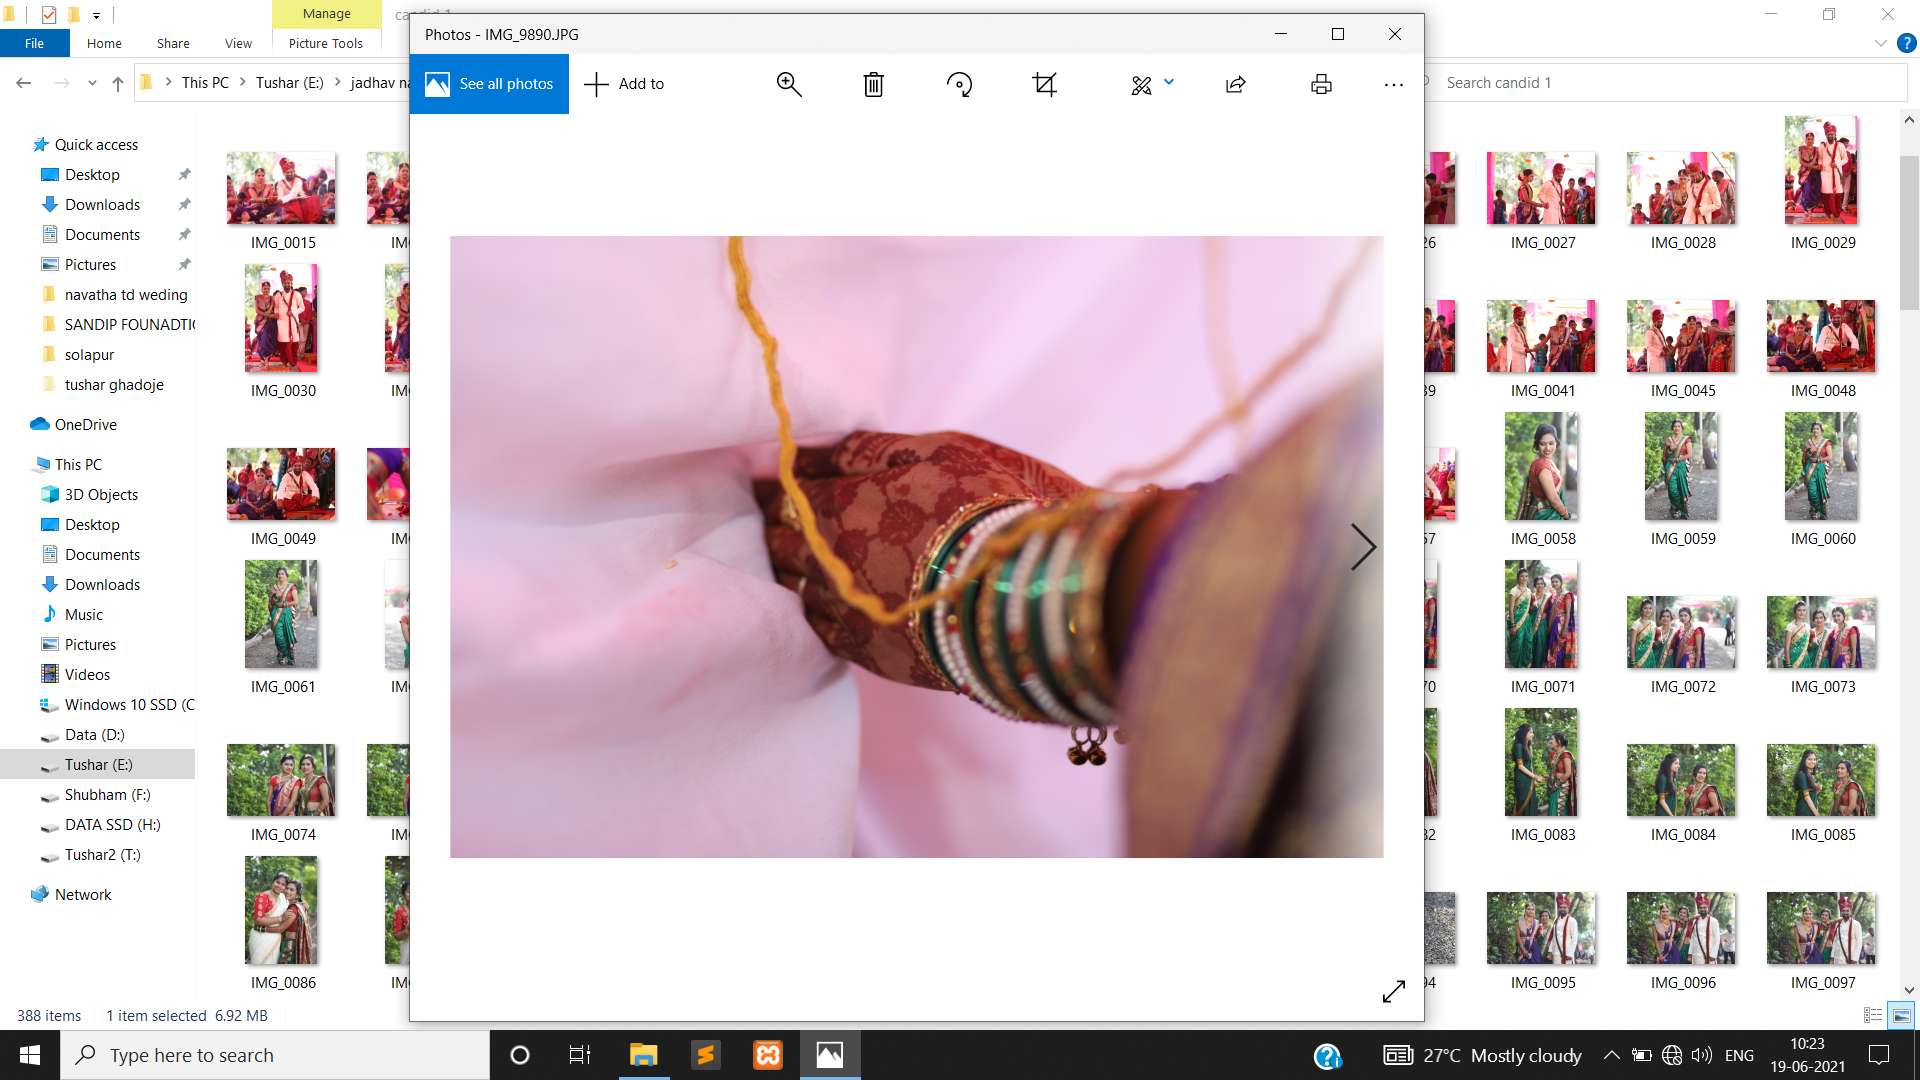 Manage
candid 1
File
Home
Share
View
Picture Tools
Photos - IMG_9890.JPG
See all photos
Add to
This PC
Tushar (E:)
jadhav na
Search candid 1
Quick access
Desktop
Downloads
Documents
Pictures
navatha td weding
SANDIP FOUNADTI
solapur
tushar ghadoje
OneDrive
This PC
3D Objects
Desktop
Documents
Downloads
Music
Pictures
Videos
Windows 10 SSD (C
Data (D:)
Tushar (E:)
Shubham (F:)
DATA SSD (H:)
Tushar2 (T:)
Network
IMG_0015
IM
26
IMG_0027
IMG_0028
IMG_0029
IMG_0030
IM
39
IMG_0041
IMG_0045
IMG_0048
IMG_0049
IM
57
IMG_0058
IMG_0059
IMG_0060
IMG_0061
IM
70
IMG_0071
IMG_0072
IMG_0073
IMG_0074
IM
82
IMG_0083
IMG_0084
IMG_0085
IMG_0086
IM
94
IMG_0095
IMG_0096
IMG_0097
388 items
1 item selected 6.92 MB
Type here to search
27°C Mostly cloudy
ENG
10:23
19-06-2021